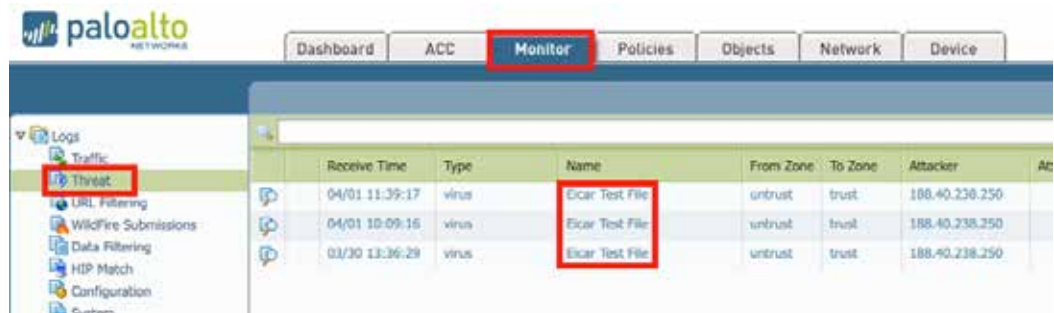 paloalto
NETWORKS
Dashboard ACC Monitor Policies Objects Network Device
Logs
Traffic
Threat
URL Filtering
WildFire Submissions
Data Filtering
HIP Match
Configuration
System
Receive Time Type Name From Zone To Zone Attacker
04/01 11:39:17 virus Eicar Test File untrust trust 188.40.238.250
04/01 10:09:16 virus Eicar Test File untrust trust 188.40.238.250
03/30 13:36:29 virus Eicar Test File untrust trust 188.40.238.250